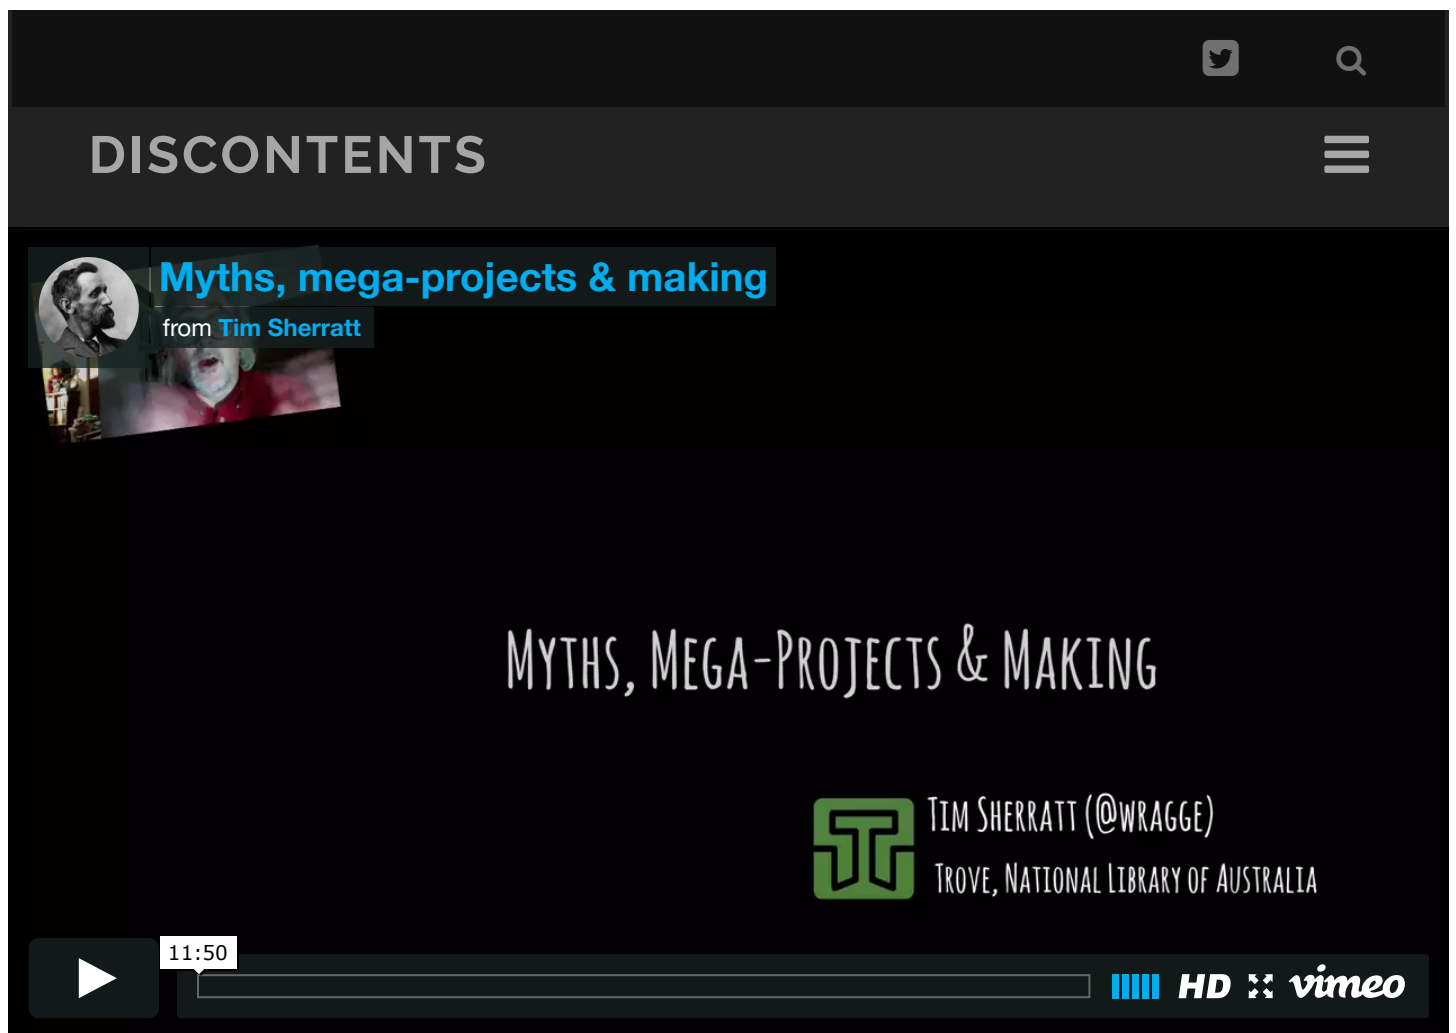 DISCONTENTS
Myths, mega-projects & making
from Tim Sherratt
MYTHS, MEGA-PROJECTS & MAKING
TIM SHERRATT (@WRAGGE)
TROVE, NATIONAL LIBRARY OF AUSTRALIA
11:50
HD vimeo